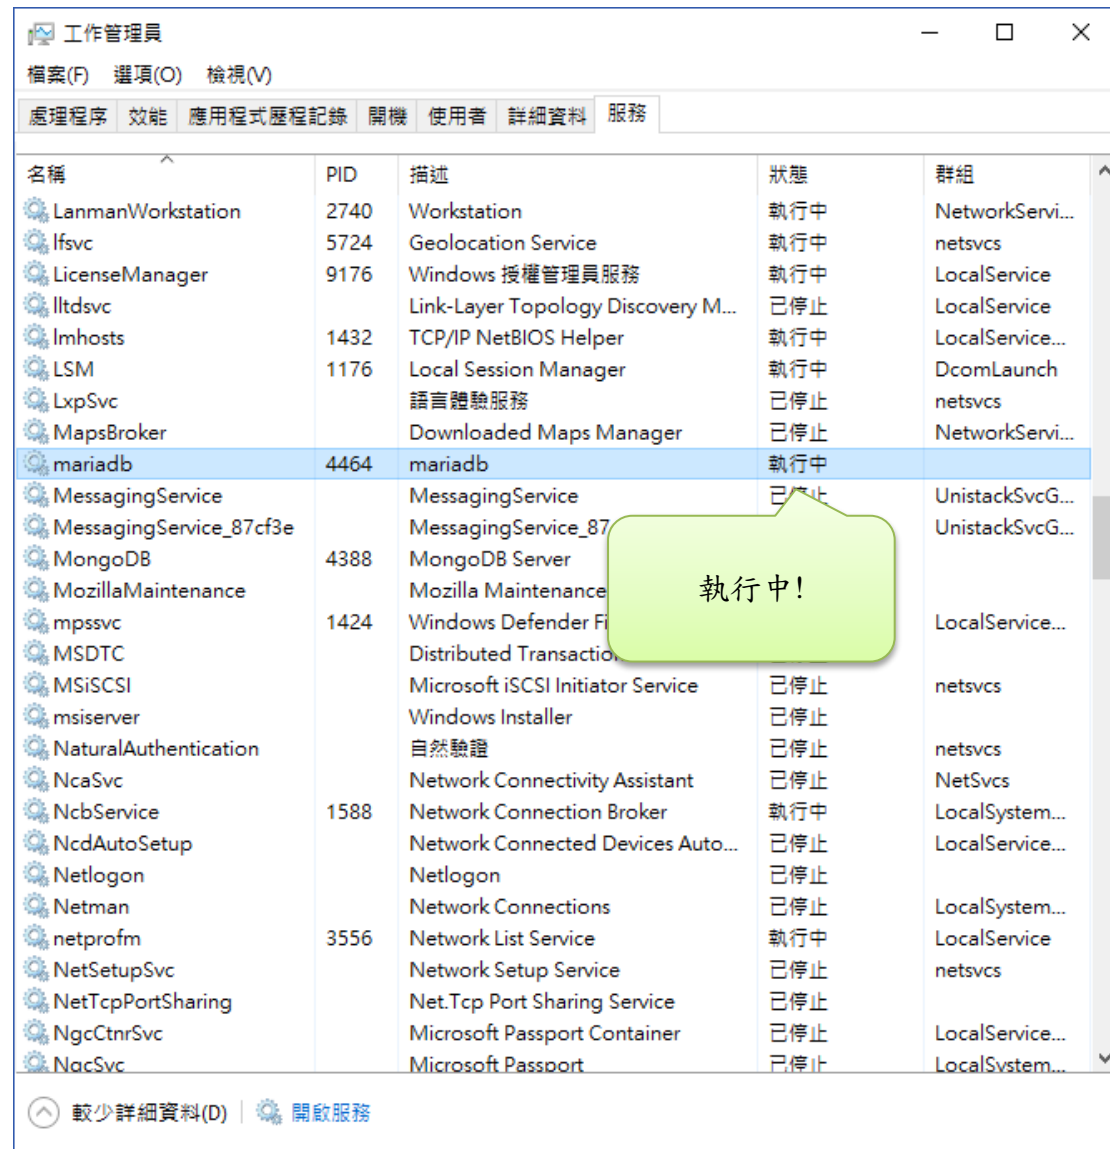 工作管理員
檔案(F) 選項(O) 檢視(V)
處理程序 效能 應用程式歷程記錄 開機 使用者 詳細資料 服務
名稱 PID 描述 狀態 群組
LanmanWorkstation 2740 Workstation 執行中 NetworkServi...
lfsvc 5724 Geolocation Service 執行中 netsvcs
LicenseManager 9176 Windows 授權管理員服務 執行中 LocalService
lltdsvc Link-Layer Topology Discovery M... 已停止 LocalService
lmhosts 1432 TCP/IP NetBIOS Helper 執行中 LocalService...
LSM 1176 Local Session Manager 執行中 DcomLaunch
LxpSvc 語言體驗服務 已停止 netsvcs
MapsBroker Downloaded Maps Manager 已停止 NetworkServi...
mariadb 4464 mariadb 執行中
MessagingService MessagingService 已停止 UnistackSvcG...
MessagingService_87cf3e MessagingService_87 UnistackSvcG...
MongoDB 4388 MongoDB Server
MozillaMaintenance Mozilla Maintenance
執行中!
mpssvc 1424 Windows Defender Fi LocalService...
MSDTC Distributed Transactio
MSiSCSI Microsoft iSCSI Initiator Service 已停止 netsvcs
msiserver Windows Installer 已停止
NaturalAuthentication 自然驗證 已停止 netsvcs
NcaSvc Network Connectivity Assistant 已停止 NetSvcs
NcbService 1588 Network Connection Broker 執行中 LocalSystem...
NcdAutoSetup Network Connected Devices Auto... 已停止 LocalService...
Netlogon Netlogon 已停止
Netman Network Connections 已停止 LocalSystem...
netprofm 3556 Network List Service 執行中 LocalService
NetSetupSvc Network Setup Service 已停止 netsvcs
NetTcpPortSharing Net.Tcp Port Sharing Service 已停止
NgcCtnrSvc Microsoft Passport Container 已停止 LocalService...
NgcSvc Microsoft Passport 已停止 LocalSystem...
較少詳細資料(D) 開啟服務